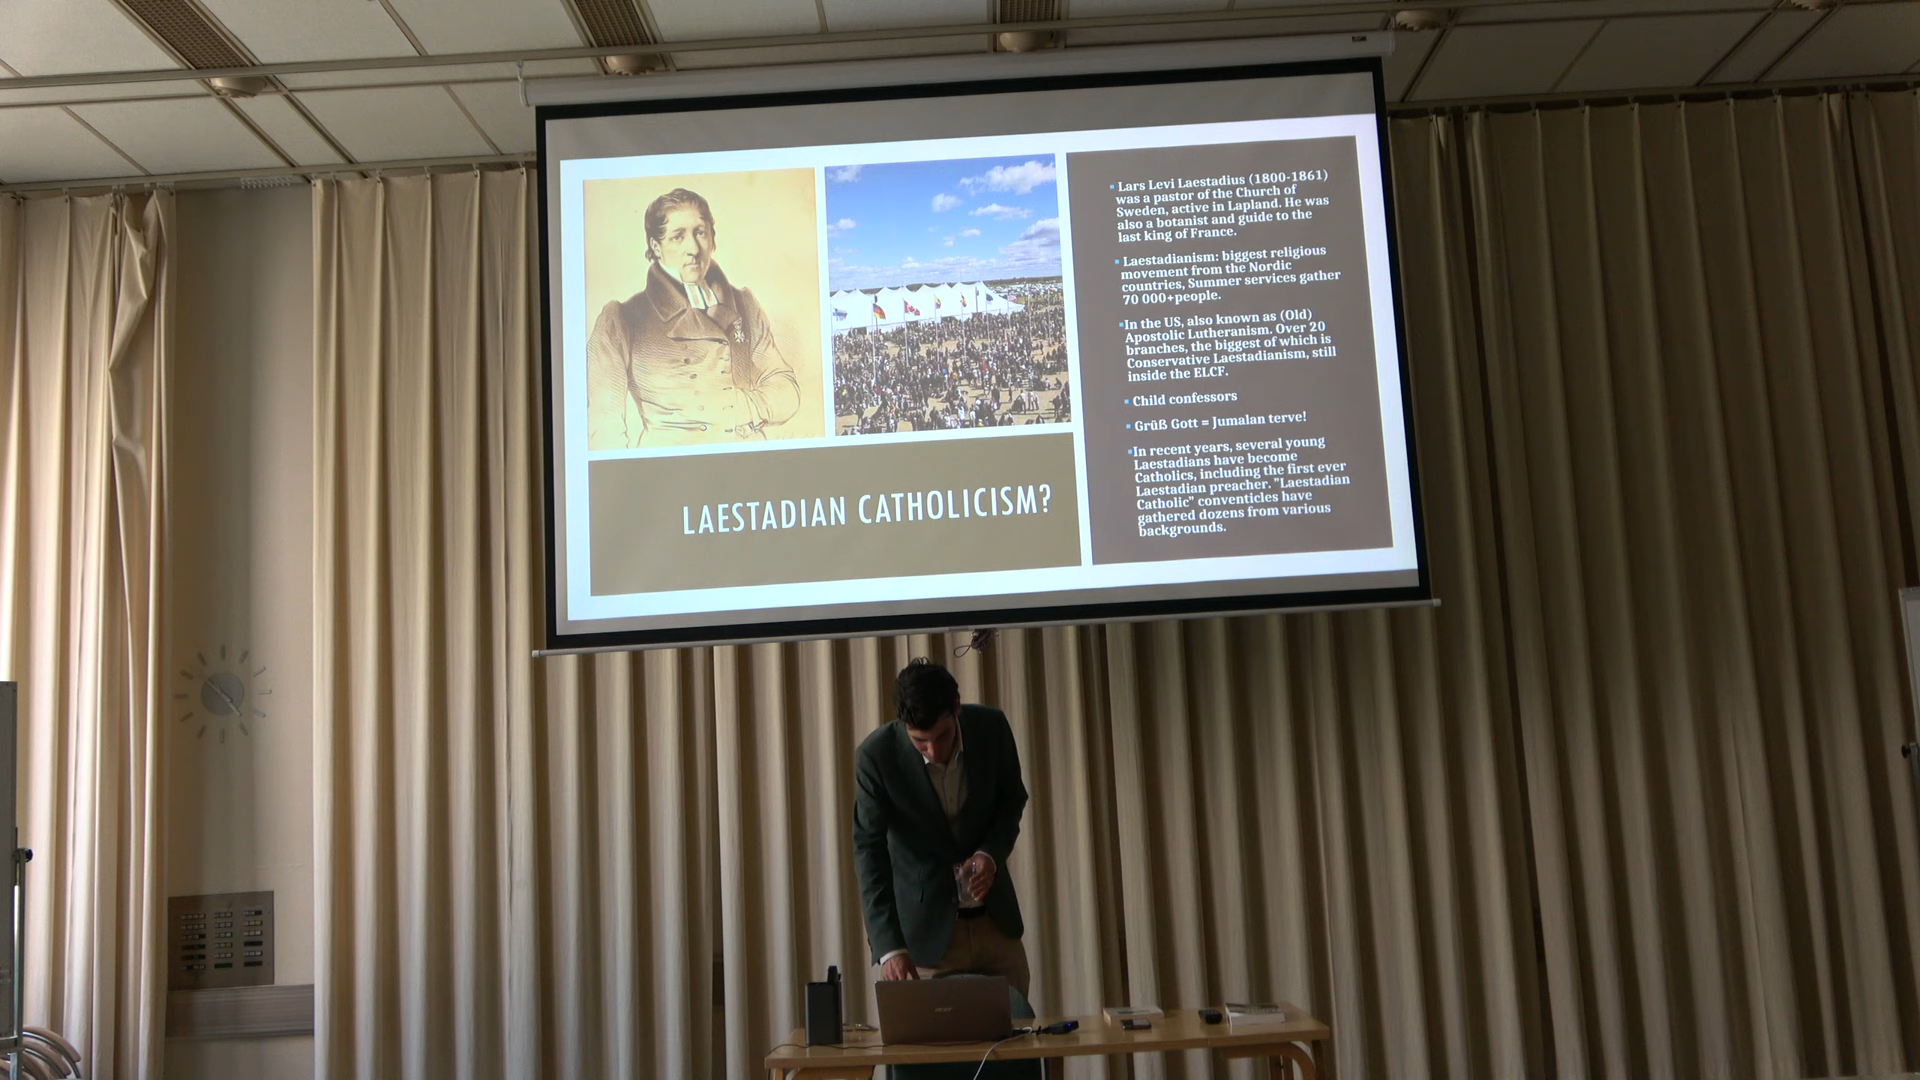 LAESTADIAN CATHOLICISM?
▪ Lars Levi Laestadius (1800-1861)
was a pastor of the Church of
Sweden, active in Lapland. He was
also a botanist and guide to the
last king of France.
▪ Laestadianism: biggest religious
movement from the Nordic
countries, Summer services gather
70 000+people.
▪In the US, also known as (Old)
Apostolic Lutheranism. Over 20
branches, the biggest of which is
Conservative Laestadianism, still
inside the ELCF.
▪ Child confessors
▪ Grüß Gott = Jumalan terve!
▪In recent years, several young
Laestadians have become
Catholics, including the first ever
Laestadian preacher. "Laestadian
Catholic" conventicles have
gathered dozens from various
backgrounds.
acer